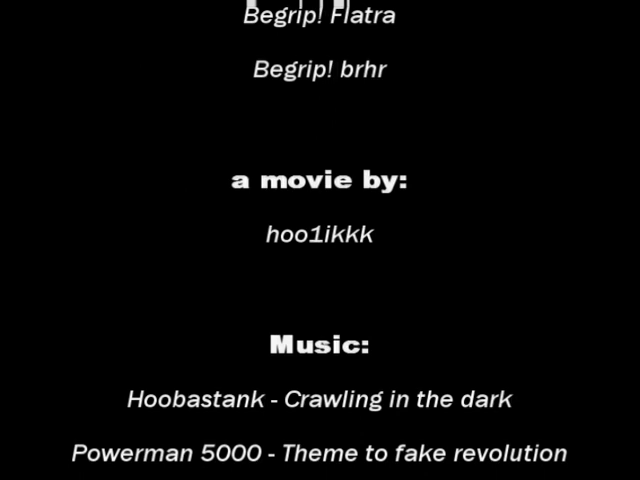 Begrip! Flatra
Begrip! brhr
a movie by:
hoo1ikkk
Music:
Hoobastank - Crawling in the dark
Powerman 5000 - Theme to fake revolution